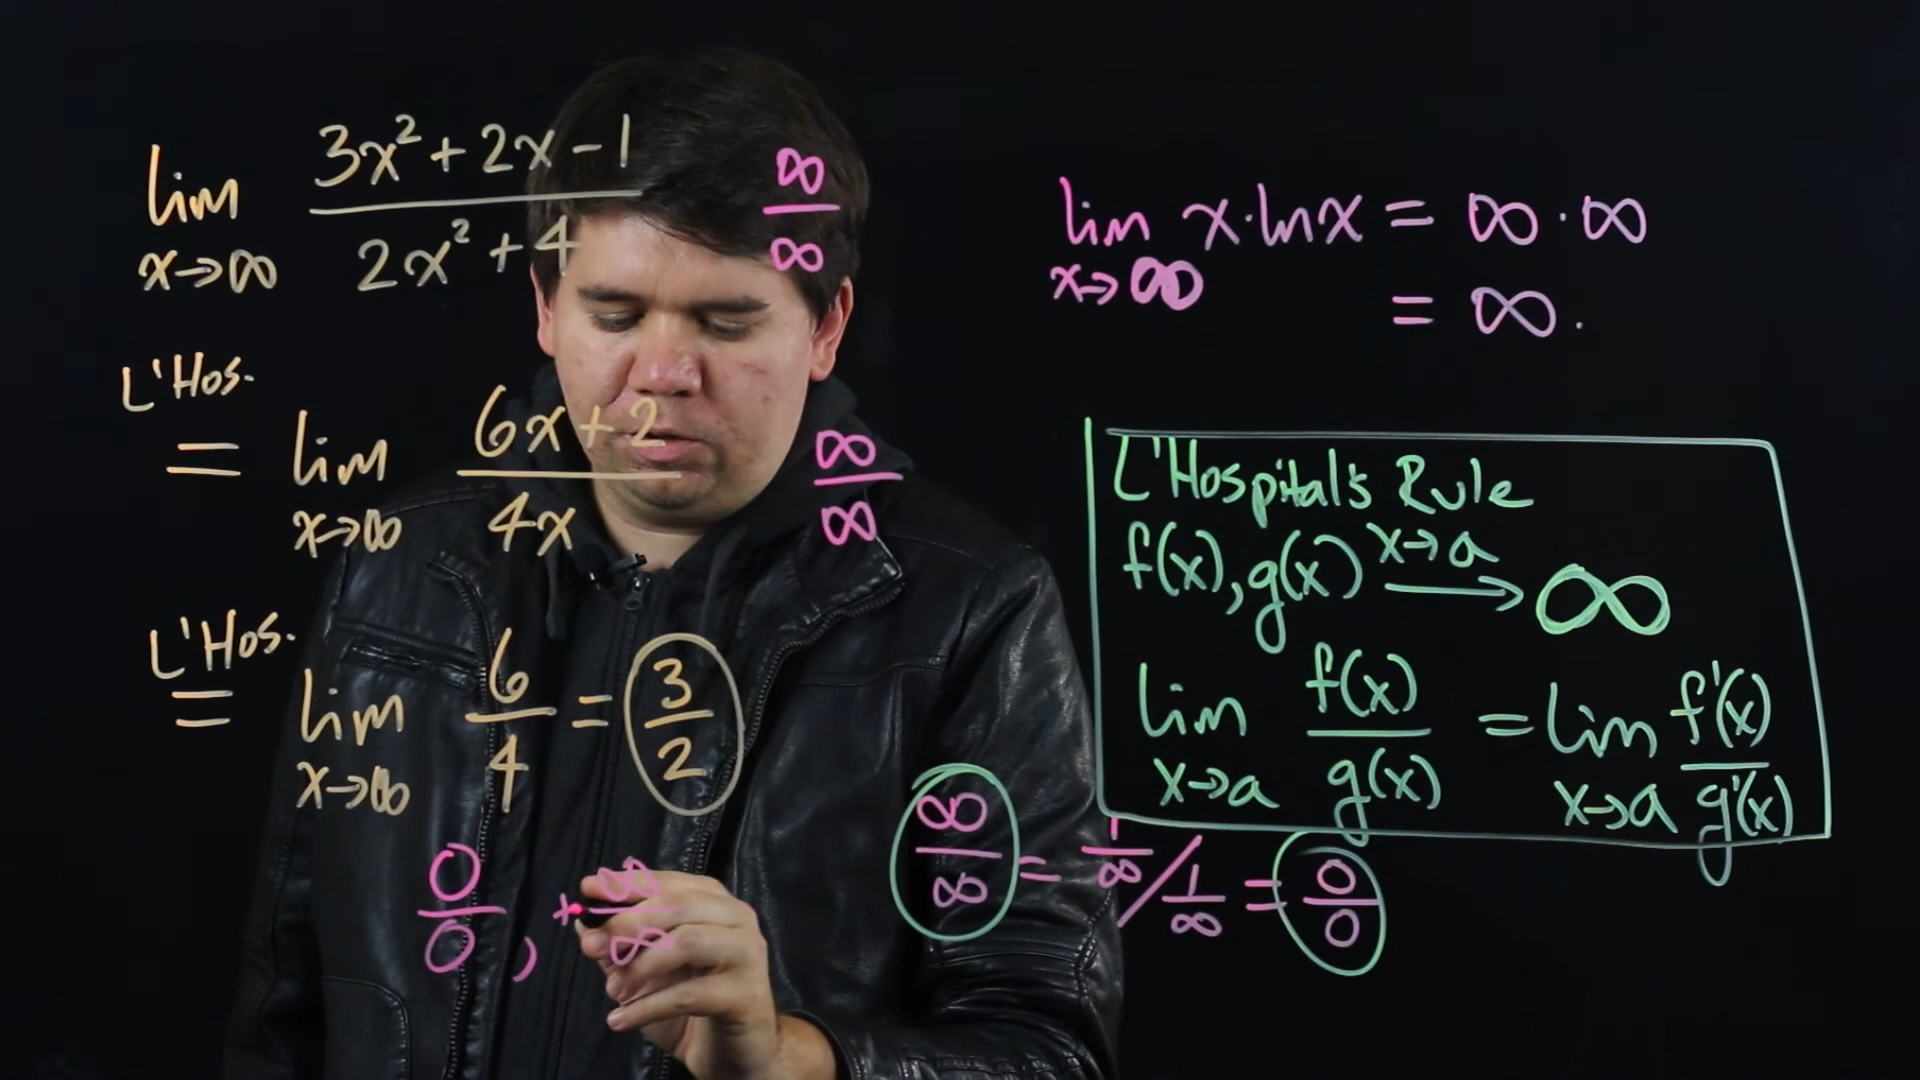 lim x→∞ (3x² + 2x − 1)/(2x² + 4) ∞/∞
L'Hos.
= lim x→∞ (6x + 2)/(4x) ∞/∞
L'Hos.
= lim x→∞ 6/4 = 3/2
0/0 , + ∞/∞
lim x→∞ x·ln x = ∞ · ∞
= ∞.
L'Hospital's Rule
f(x), g(x) x→a ⟶ ∞
lim x→a f(x)/g(x) = lim x→a f'(x)/g'(x)
∞/∞ = 1/∞ / 1/∞ = 0/0